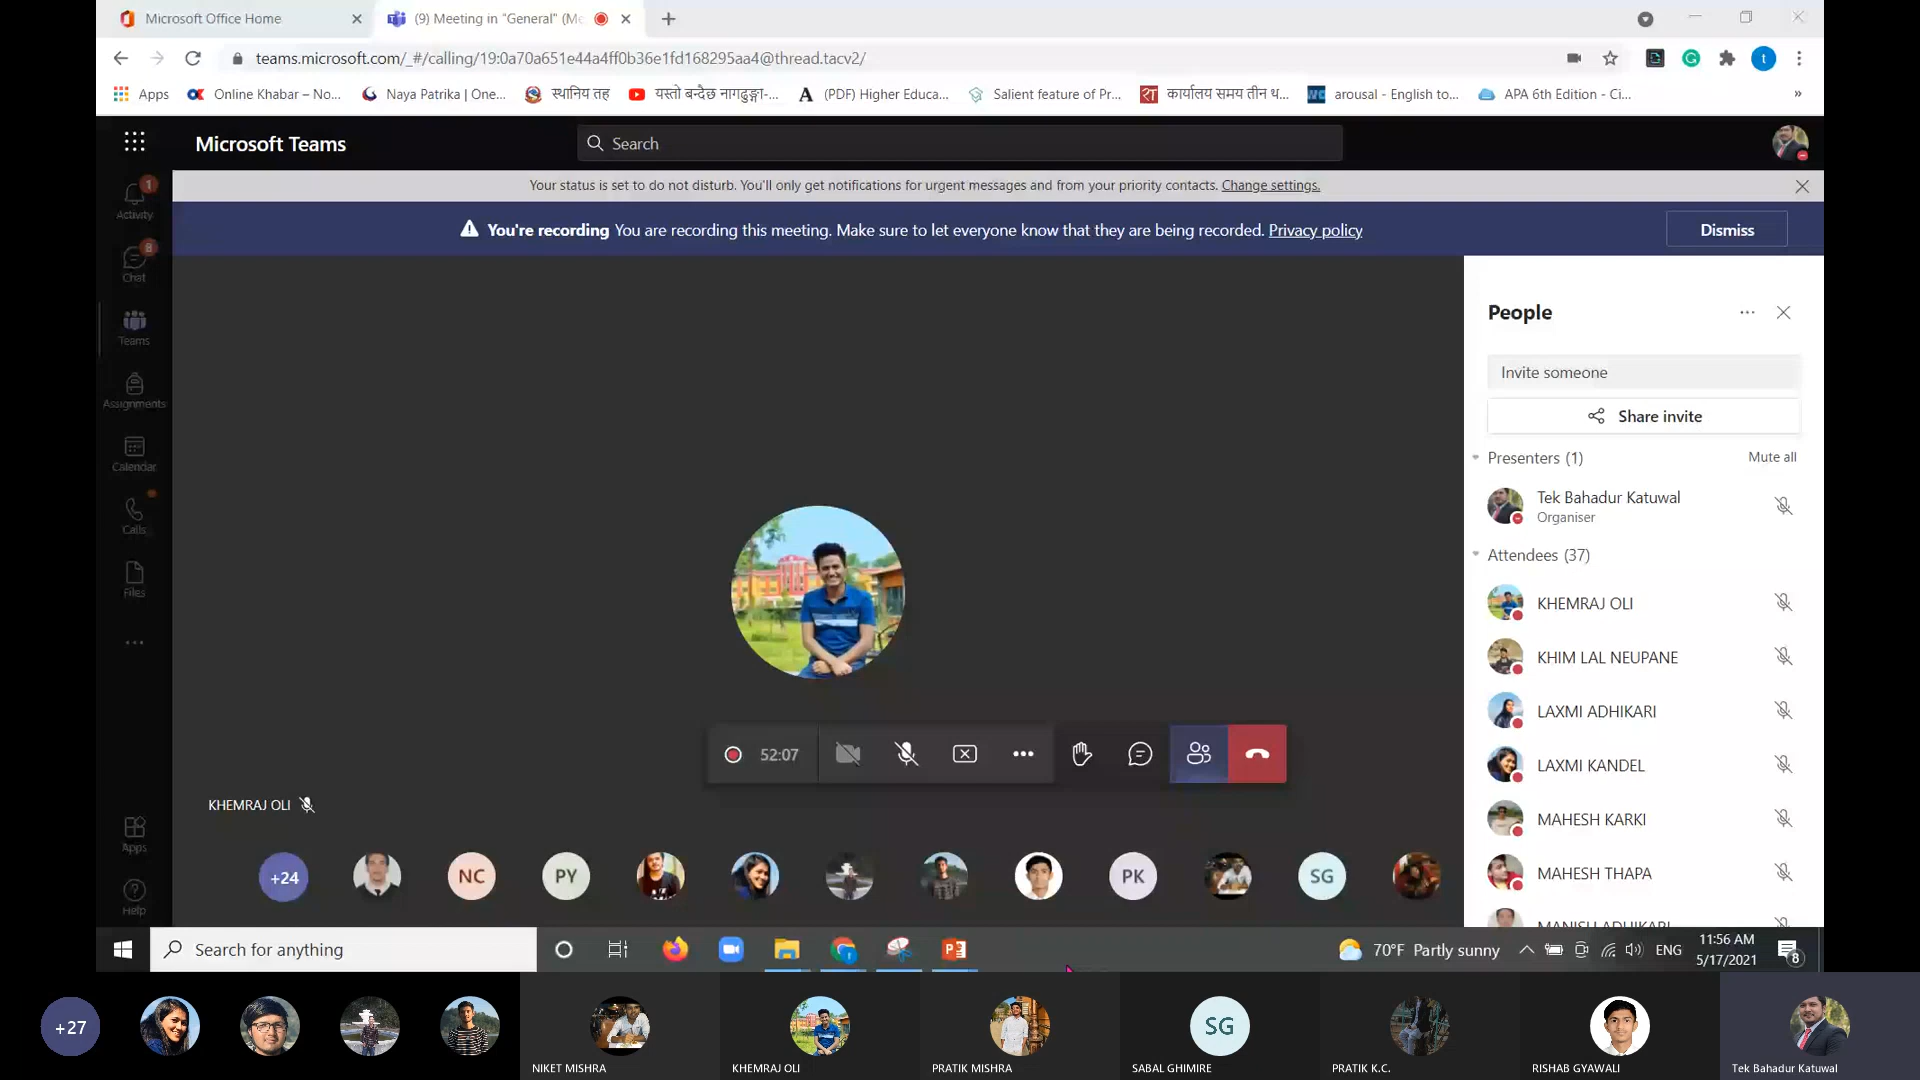 Microsoft Office Home
(9) Meeting in "General" (Me
teams.microsoft.com/_#/calling/19:0a70a651e44a4ff0b36e1fd168295aa4@thread.tacv2/
t
Apps
Online Khabar – No...
Naya Patrika | One...
स्थानिय तह
यस्तो बन्दैछ नागढुङ्गा-...
(PDF) Higher Educa...
Salient feature of Pr...
कार्यालय समय तीन घ...
arousal - English to...
APA 6th Edition - Ci...
»
Microsoft Teams
Search
Your status is set to do not disturb. You'll only get notifications for urgent messages and from your priority contacts. Change settings.
You're recording You are recording this meeting. Make sure to let everyone know that they are being recorded. Privacy policy
Dismiss
1
Activity
8
Chat
Teams
Assignments
Calendar
Calls
Files
Apps
Help
People
Invite someone
Share invite
Presenters (1)
Mute all
Tek Bahadur Katuwal
Organiser
Attendees (37)
KHEMRAJ OLI
KHIM LAL NEUPANE
LAXMI ADHIKARI
LAXMI KANDEL
MAHESH KARKI
MAHESH THAPA
MANISH ADHIKARI
52:07
KHEMRAJ OLI
+24
NC
PY
PK
SG
Search for anything
70°F Partly sunny
ENG
11:56 AM
5/17/2021
8
+27
SG
NIKET MISHRA
KHEMRAJ OLI
PRATIK MISHRA
SABAL GHIMIRE
PRATIK K.C.
RISHAB GYAWALI
Tek Bahadur Katuwal